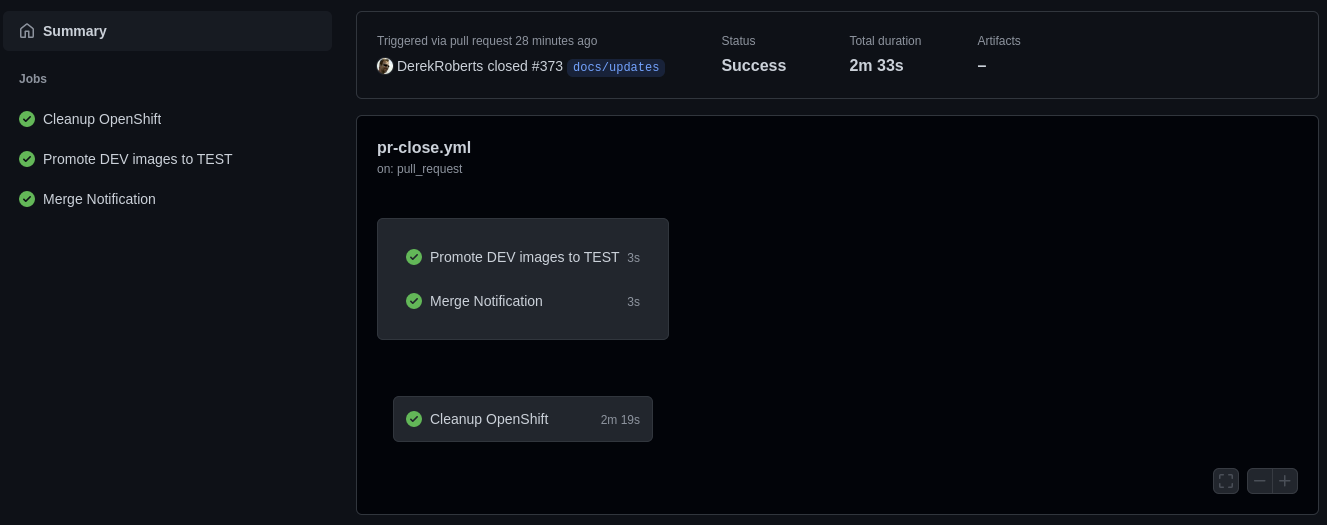 Summary
Jobs
Cleanup OpenShift
Promote DEV images to TEST
Merge Notification
Triggered via pull request 28 minutes ago
DerekRoberts closed #373 docs/updates
Status
Success
Total duration
2m 33s
Artifacts
–
pr-close.yml
on: pull_request
Promote DEV images to TEST 3s
Merge Notification 3s
Cleanup OpenShift 2m 19s